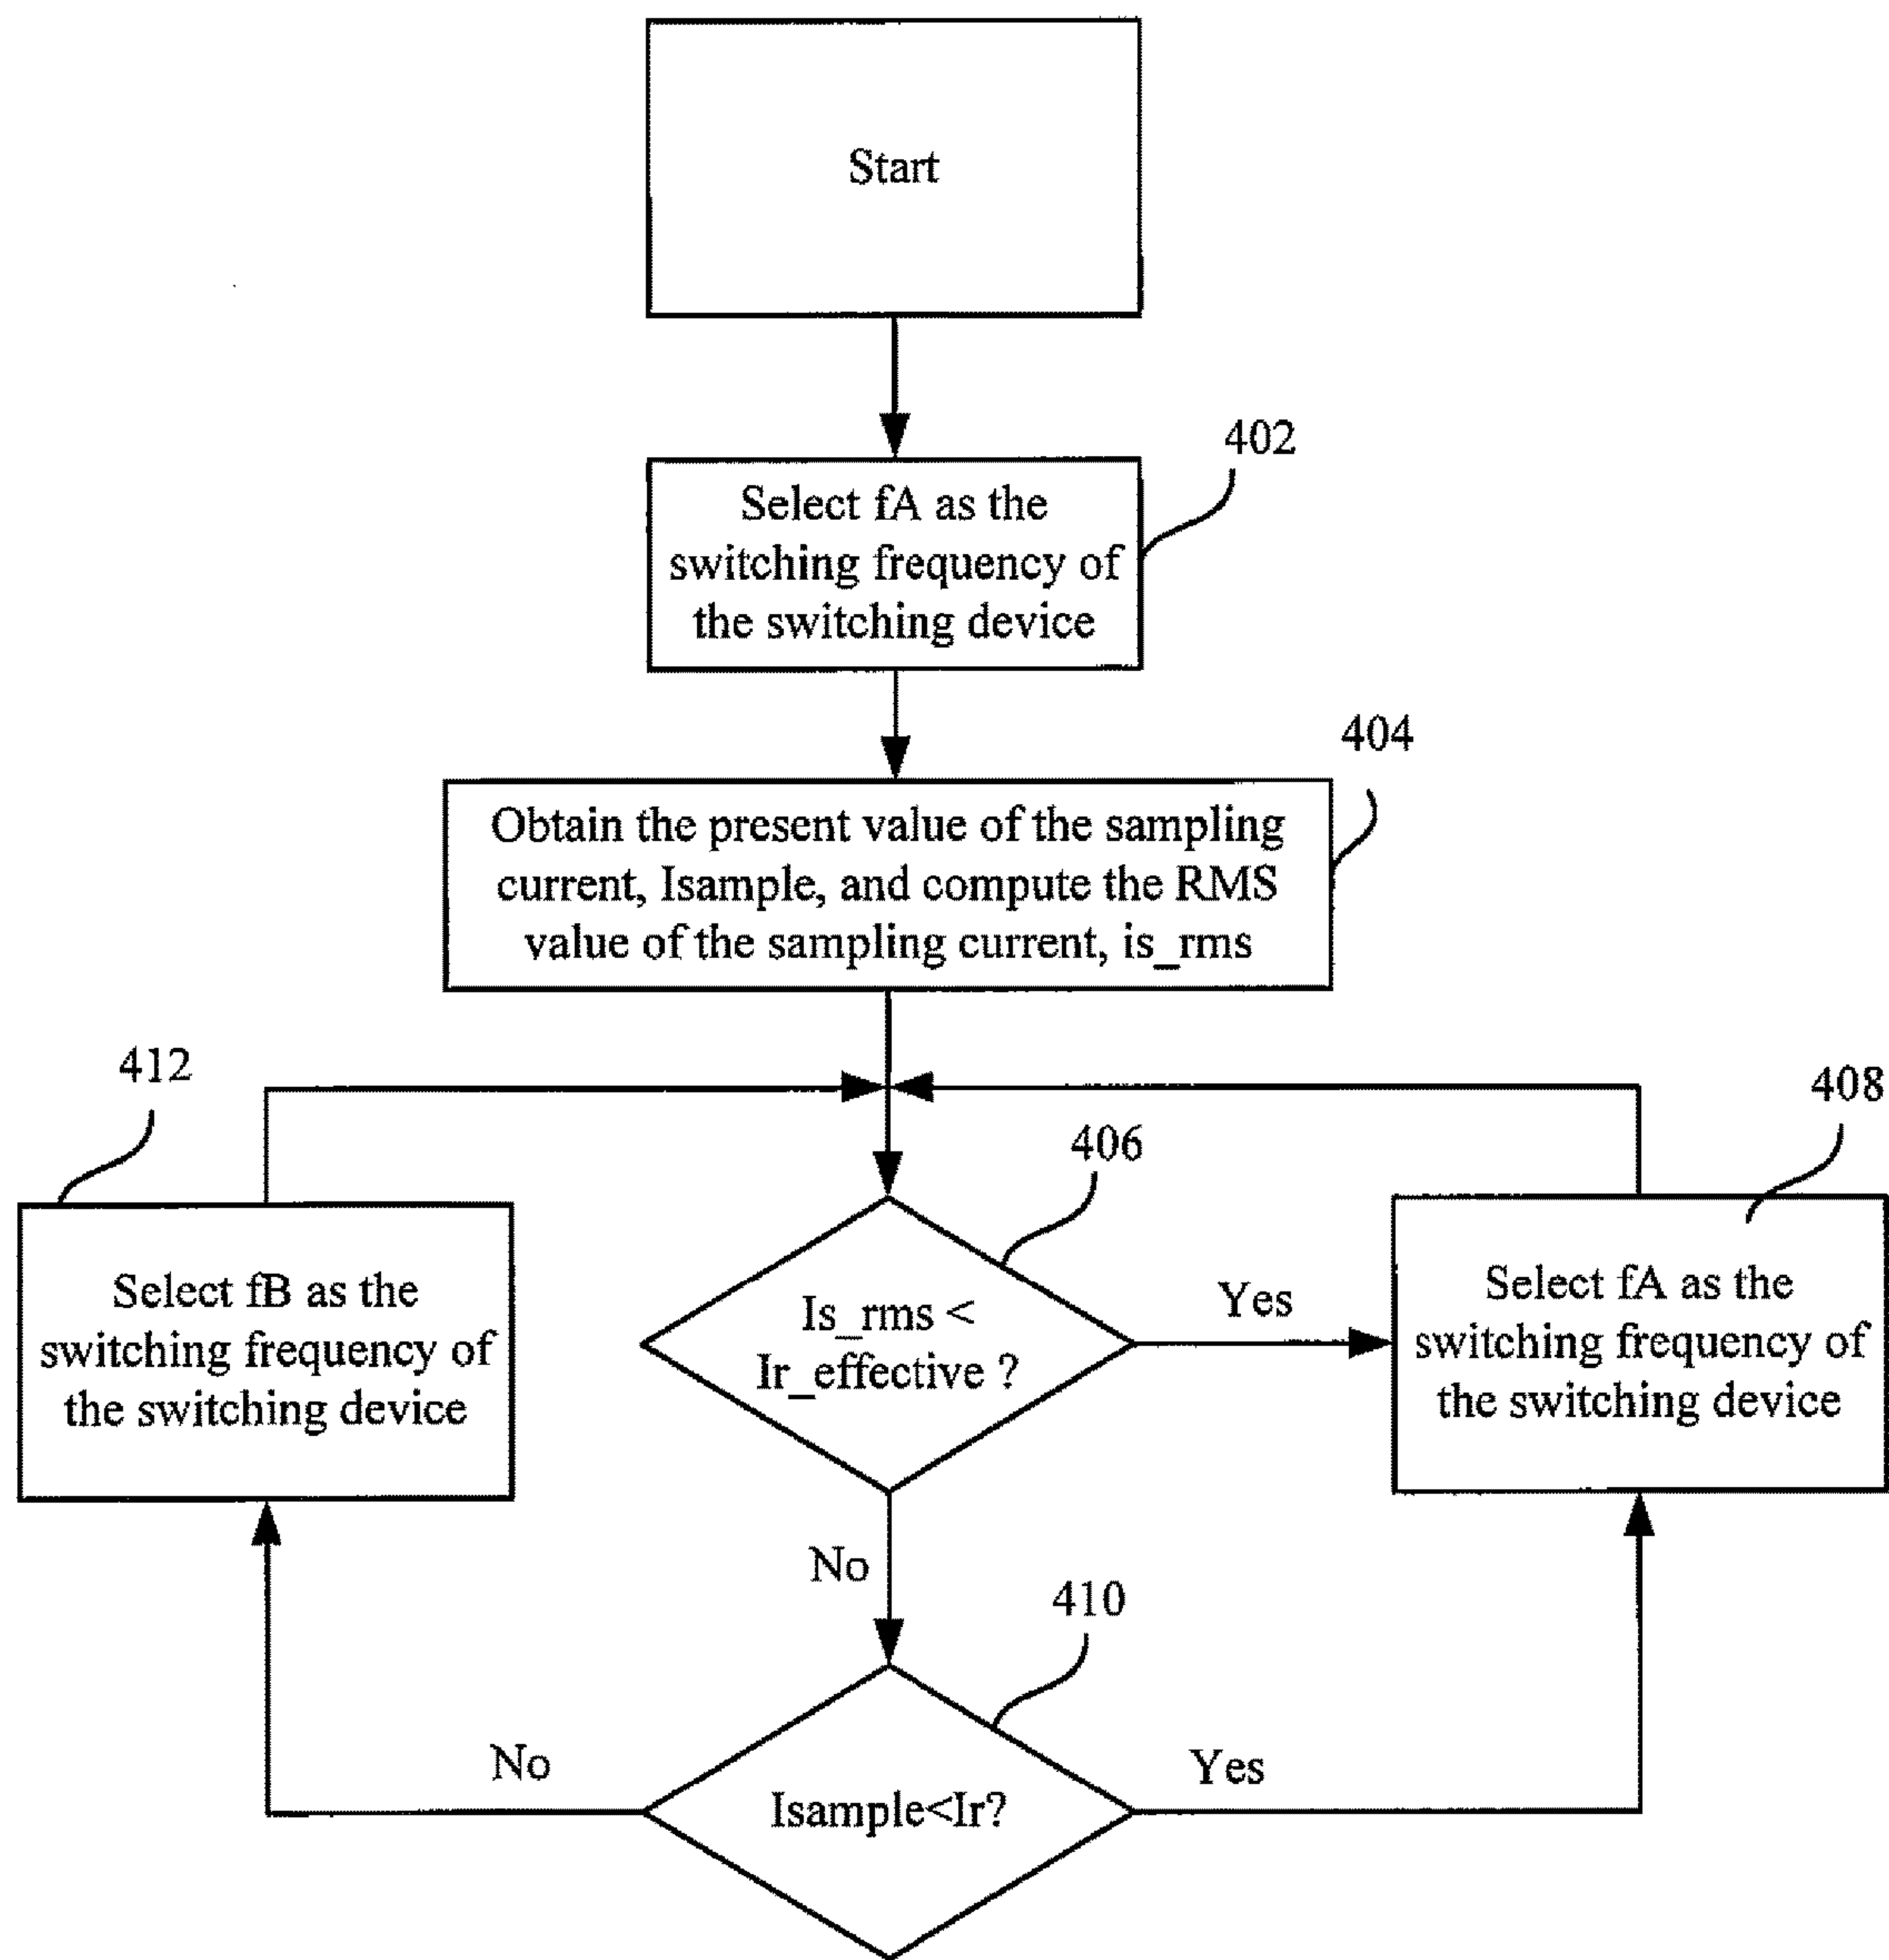 Start
402
Select fA as the
switching frequency of
the switching device
404
Obtain the present value of the sampling
current, Isample, and compute the RMS
value of the sampling current, is_rms
412
408
406
Select fB as the
switching frequency of
the switching device
Is_rms <
Ir_effective ?
Yes
Select fA as the
switching frequency of
the switching device
No
410
No
Isample<Ir?
Yes